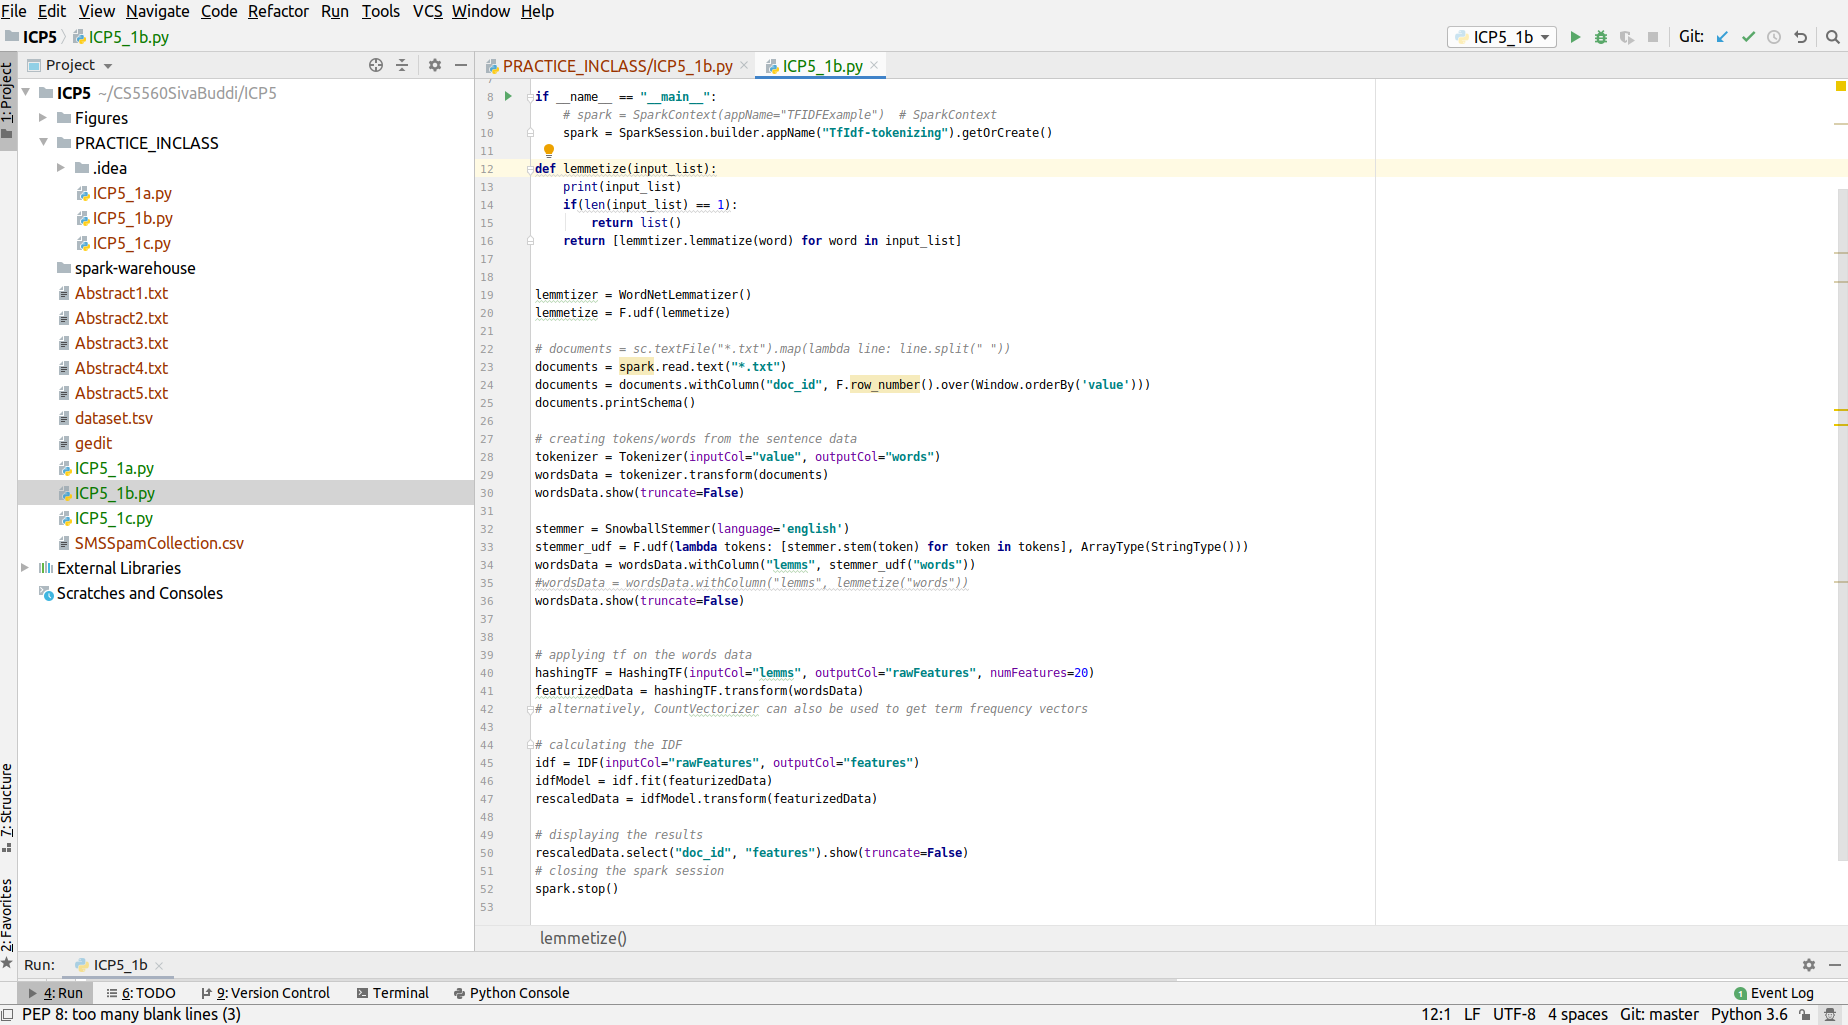 File Edit View Navigate Code Refactor Run Tools VCS Window Help
ICP5 ICP5_1b.py
ICP5_1b Git:
1: Project
Project
PRACTICE_INCLASS/ICP5_1b.py ICP5_1b.py
ICP5 ~/CS5560SivaBuddi/ICP5
Figures
PRACTICE_INCLASS
.idea
ICP5_1a.py
ICP5_1b.py
ICP5_1c.py
spark-warehouse
Abstract1.txt
Abstract2.txt
Abstract3.txt
Abstract4.txt
Abstract5.txt
dataset.tsv
gedit
ICP5_1a.py
ICP5_1b.py
ICP5_1c.py
SMSSpamCollection.csv
External Libraries
Scratches and Consoles
7: Structure
2: Favorites
7
8 if __name__ == "__main__":
9 # spark = SparkContext(appName="TFIDFExample")  # SparkContext
10 spark = SparkSession.builder.appName("TfIdf-tokenizing").getOrCreate()
11
12 def lemmetize(input_list):
13 print(input_list)
14 if(len(input_list) == 1):
15 return list()
16 return [lemmtizer.lemmatize(word) for word in input_list]
17
18
19 lemmtizer = WordNetLemmatizer()
20 lemmetize = F.udf(lemmetize)
21
22 # documents = sc.textFile("*.txt").map(lambda line: line.split(" "))
23 documents = spark.read.text("*.txt")
24 documents = documents.withColumn("doc_id", F.row_number().over(Window.orderBy('value')))
25 documents.printSchema()
26
27 # creating tokens/words from the sentence data
28 tokenizer = Tokenizer(inputCol="value", outputCol="words")
29 wordsData = tokenizer.transform(documents)
30 wordsData.show(truncate=False)
31
32 stemmer = SnowballStemmer(language='english')
33 stemmer_udf = F.udf(lambda tokens: [stemmer.stem(token) for token in tokens], ArrayType(StringType()))
34 wordsData = wordsData.withColumn("lemms", stemmer_udf("words"))
35 #wordsData = wordsData.withColumn("lemms", lemmetize("words"))
36 wordsData.show(truncate=False)
37
38
39 # applying tf on the words data
40 hashingTF = HashingTF(inputCol="lemms", outputCol="rawFeatures", numFeatures=20)
41 featurizedData = hashingTF.transform(wordsData)
42 # alternatively, CountVectorizer can also be used to get term frequency vectors
43
44 # calculating the IDF
45 idf = IDF(inputCol="rawFeatures", outputCol="features")
46 idfModel = idf.fit(featurizedData)
47 rescaledData = idfModel.transform(featurizedData)
48
49 # displaying the results
50 rescaledData.select("doc_id", "features").show(truncate=False)
51 # closing the spark session
52 spark.stop()
53
lemmetize()
Run: ICP5_1b
4: Run 6: TODO 9: Version Control Terminal Python Console 1 Event Log
PEP 8: too many blank lines (3) 12:1 LF UTF-8 4 spaces Git: master Python 3.6